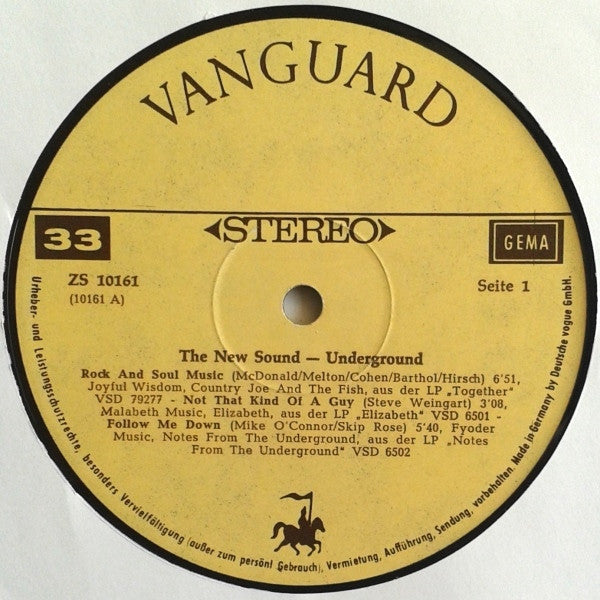 VANGUARD
33
STEREO
GEMA
ZS 10161
(10161 A)
Seite 1
The New Sound — Underground
Rock And Soul Music (McDonald/Melton/Cohen/Barthol/Hirsch) 6'51,
Joyful Wisdom, Country Joe And The Fish, aus der LP „Together"
VSD 79277 - Not That Kind Of A Guy (Steve Weingart) 3'08,
Malabeth Music, Elizabeth, aus der LP „Elizabeth" VSD 6501 -
Follow Me Down (Mike O'Connor/Skip Rose) 5'40, Fyoder
Music, Notes From The Underground, aus der LP „Notes
From The Underground" VSD 6502
Urheber- und Leistungsschutzrechte, besonders Vervielfältigung (außer zum persönl Gebrauch), Vermietung, Aufführung, Sendung, vorbehalten. Made in Germany by Deutsche vogue GmbH.